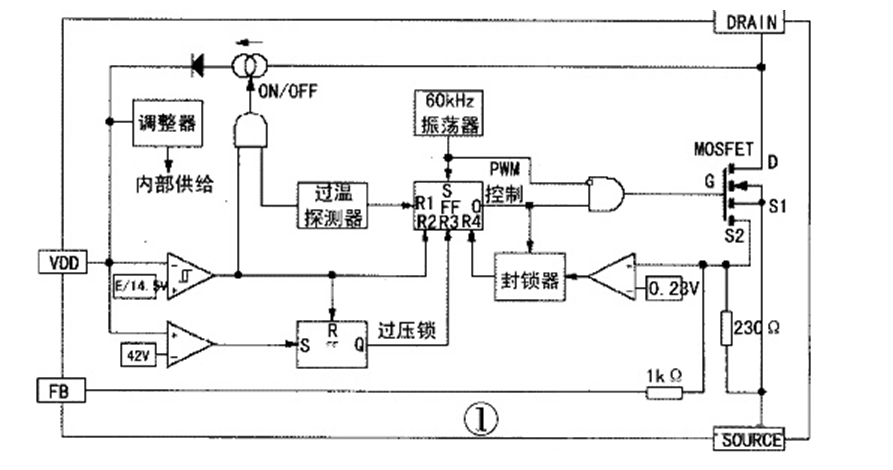 DRAIN
ON/OFF
60kHz
振荡器
调整器
MOSFET
D
PWM
内部供给
过温
探测器
S
控制
G
R1
FF
Q
S1
R2
R3
R4
S2
VDD
-
+
封锁器
+
-
0.23V
R
过压锁
230Ω
+
-
42V
S
Q
1kΩ
FB
①
SOURCE